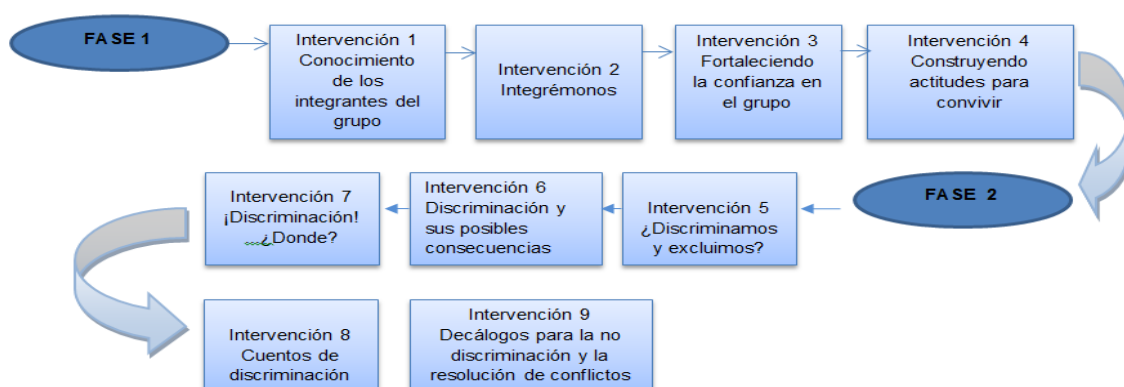 FASE 1
Intervención 1
Conocimiento
de los
integrantes del
grupo
Intervención 2
Integrémonos
Intervención 3
Fortaleciendo
la confianza en
el grupo
Intervención 4
Construyendo
actitudes para
convivir
FASE 2
Intervención 5
¿Discriminamos
y excluimos?
Intervención 6
Discriminación y
sus posibles
consecuencias
Intervención 7
¡Discriminación!
...¿Donde?
Intervención 8
Cuentos de
discriminación
Intervención 9
Decálogos para la no
discriminación y la
resolución de conflictos